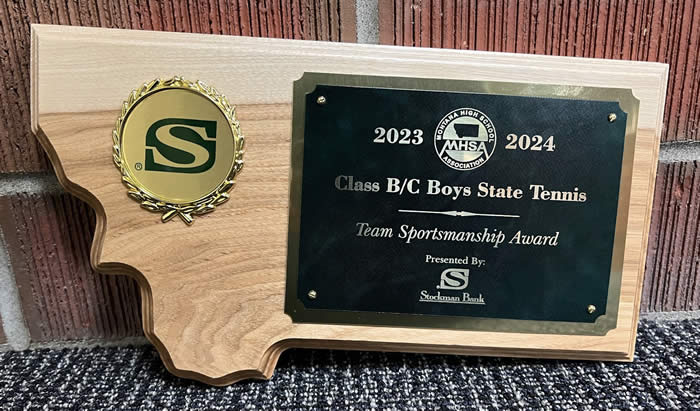 S
®
2023 2024
MONTANA HIGH SCHOOL
MHSA
ASSOCIATION
Class B/C Boys State Tennis
Team Sportsmanship Award
Presented By:
S
Stockman Bank